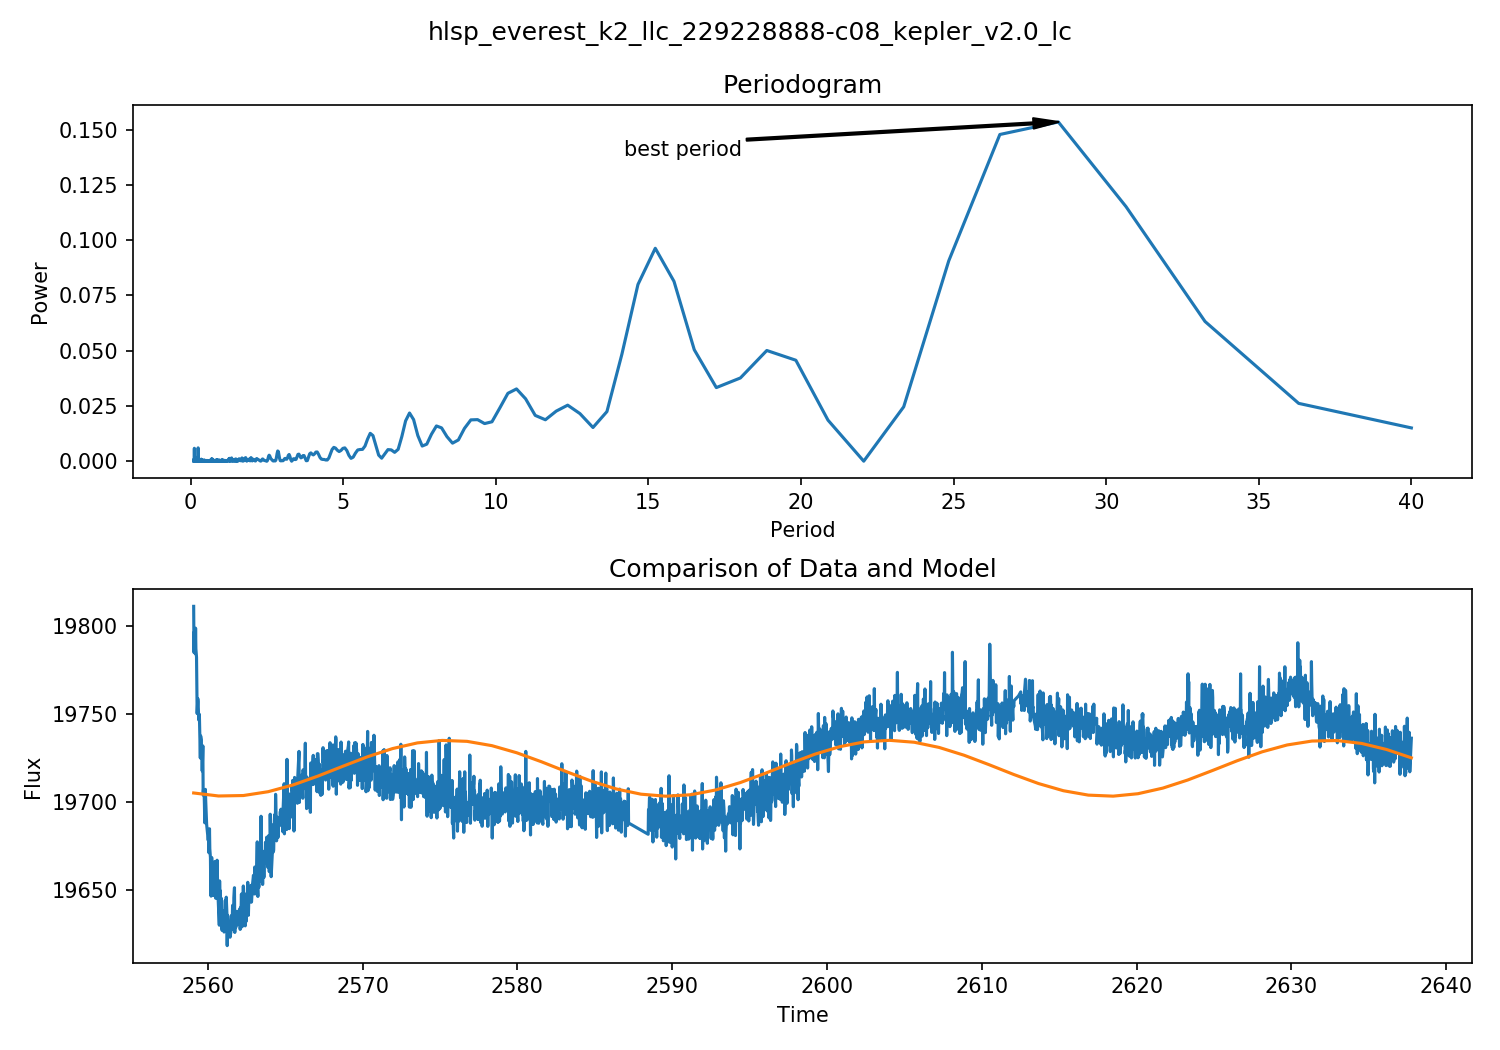 hlsp_everest_k2_llc_229228888-c08_kepler_v2.0_lc
Periodogram
0.150
0.125
0.100
0.075
0.050
0.025
0.000
Power
best period
0 5 10 15 20 25 30 35 40
Period
Comparison of Data and Model
19800
19750
19700
19650
Flux
2560 2570 2580 2590 2600 2610 2620 2630 2640
Time